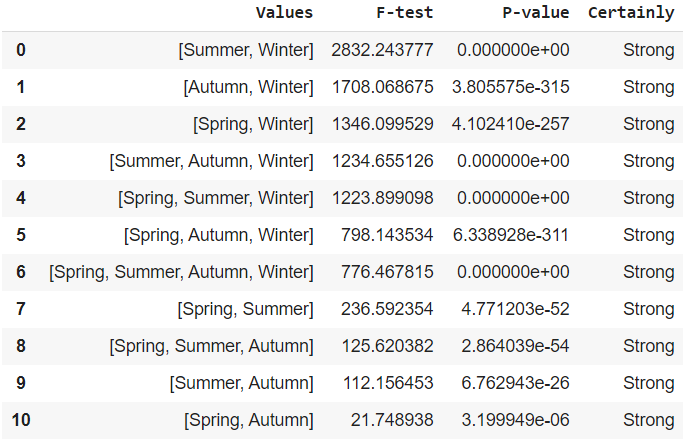 Values F-test P-value Certainly
0 [Summer, Winter] 2832.243777 0.000000e+00 Strong
1 [Autumn, Winter] 1708.068675 3.805575e-315 Strong
2 [Spring, Winter] 1346.099529 4.102410e-257 Strong
3 [Summer, Autumn, Winter] 1234.655126 0.000000e+00 Strong
4 [Spring, Summer, Winter] 1223.899098 0.000000e+00 Strong
5 [Spring, Autumn, Winter] 798.143534 6.338928e-311 Strong
6 [Spring, Summer, Autumn, Winter] 776.467815 0.000000e+00 Strong
7 [Spring, Summer] 236.592354 4.771203e-52 Strong
8 [Spring, Summer, Autumn] 125.620382 2.864039e-54 Strong
9 [Summer, Autumn] 112.156453 6.762943e-26 Strong
10 [Spring, Autumn] 21.748938 3.199949e-06 Strong